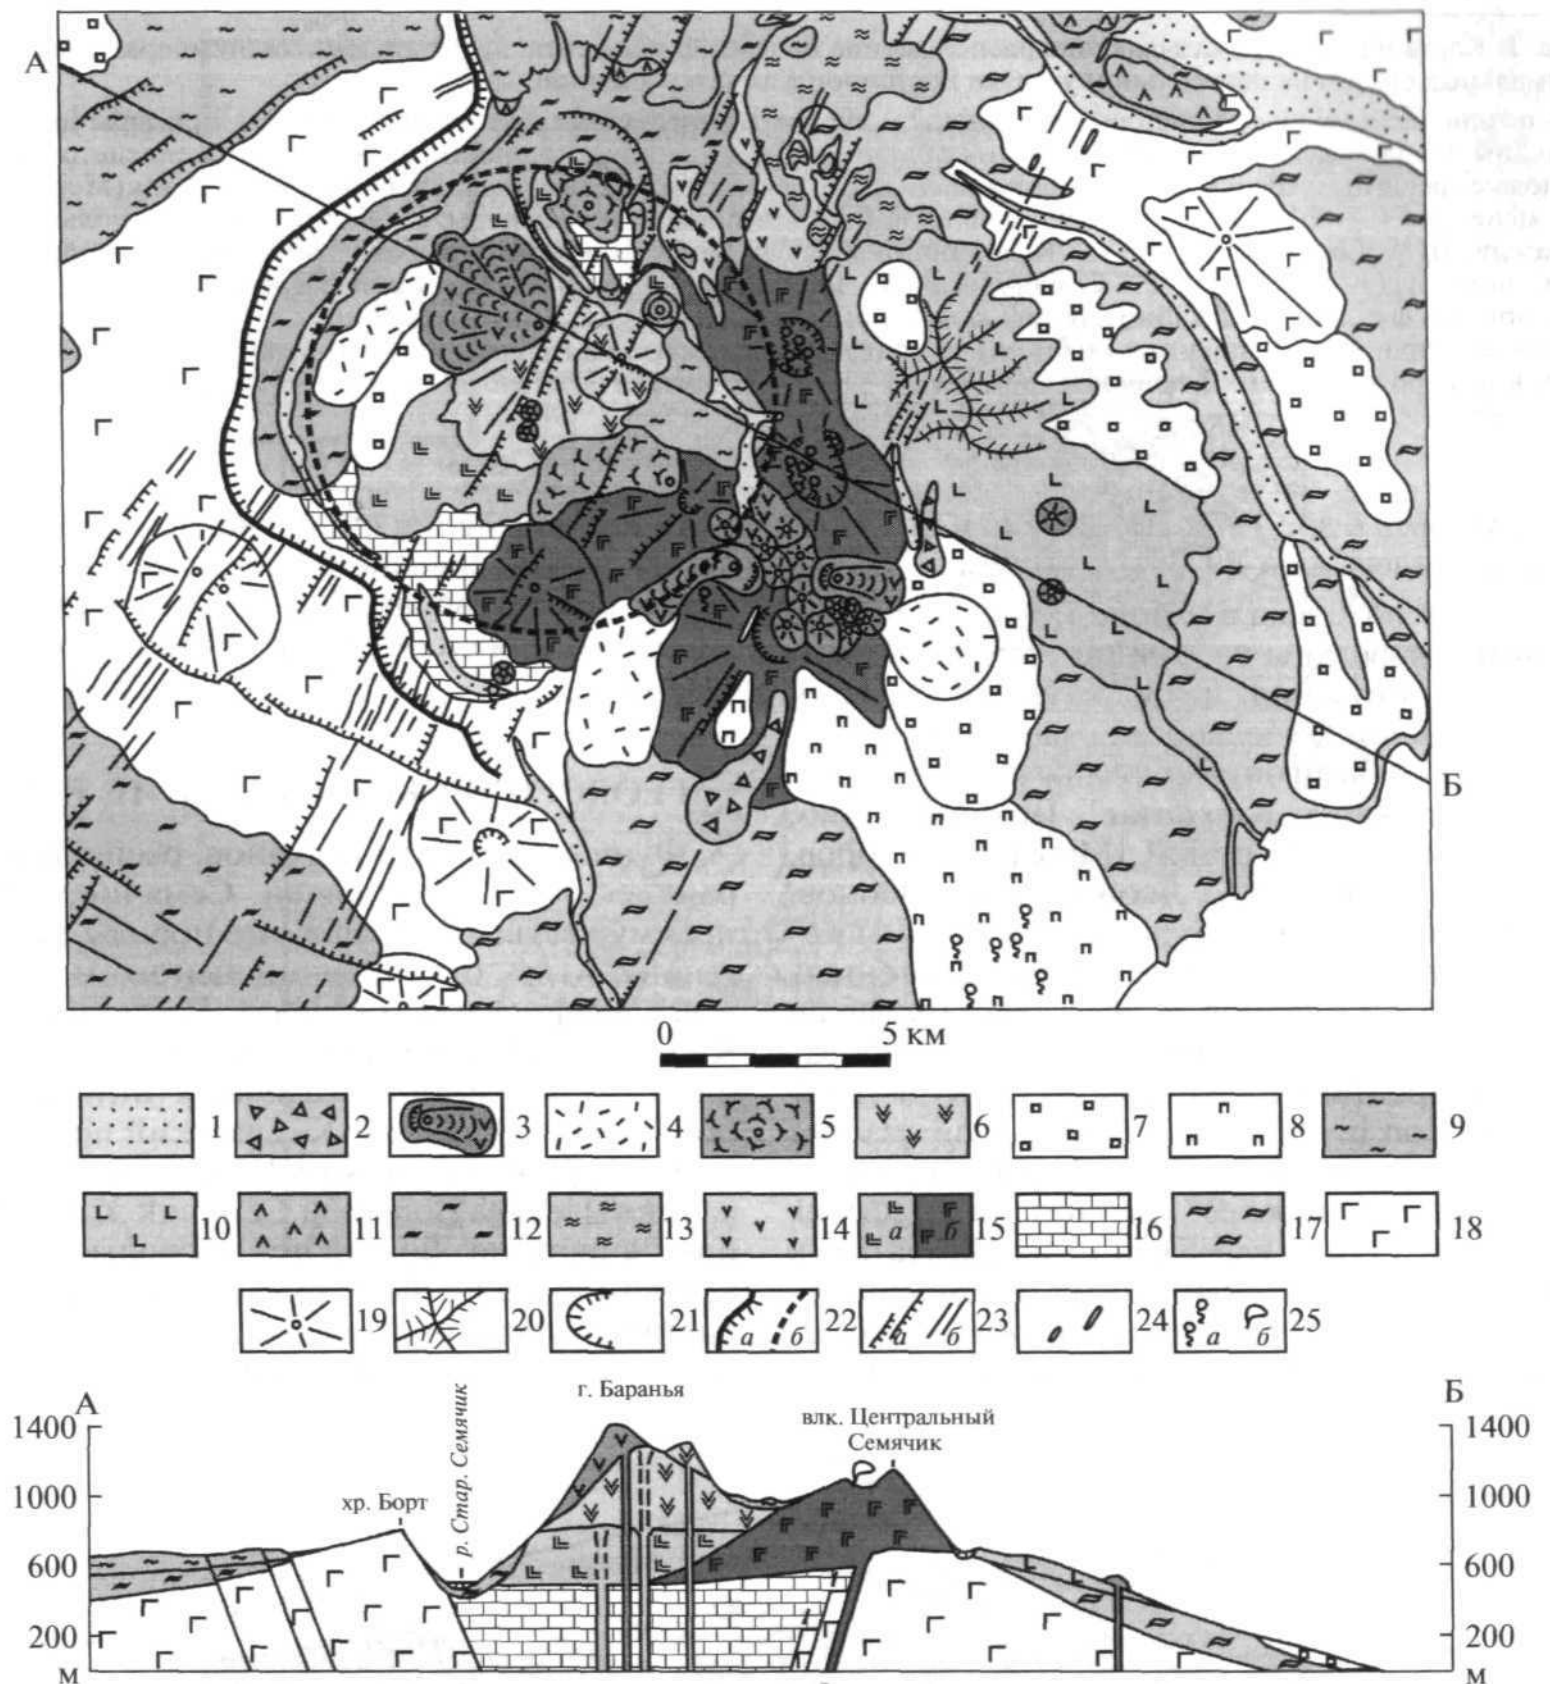 А
Б
0 5 км
1 2 3 4 5 6 7 8 9
10 11 12 13 14 а б 15 16 17 18
19 20 21 а б 22 а б 23 24 а б 25
А г. Баранья Б
влк. Центральный
Семячик
хр. Борт
р. Стар. Семячик
1400 1400
1000 1000
600 600
200 200
м м